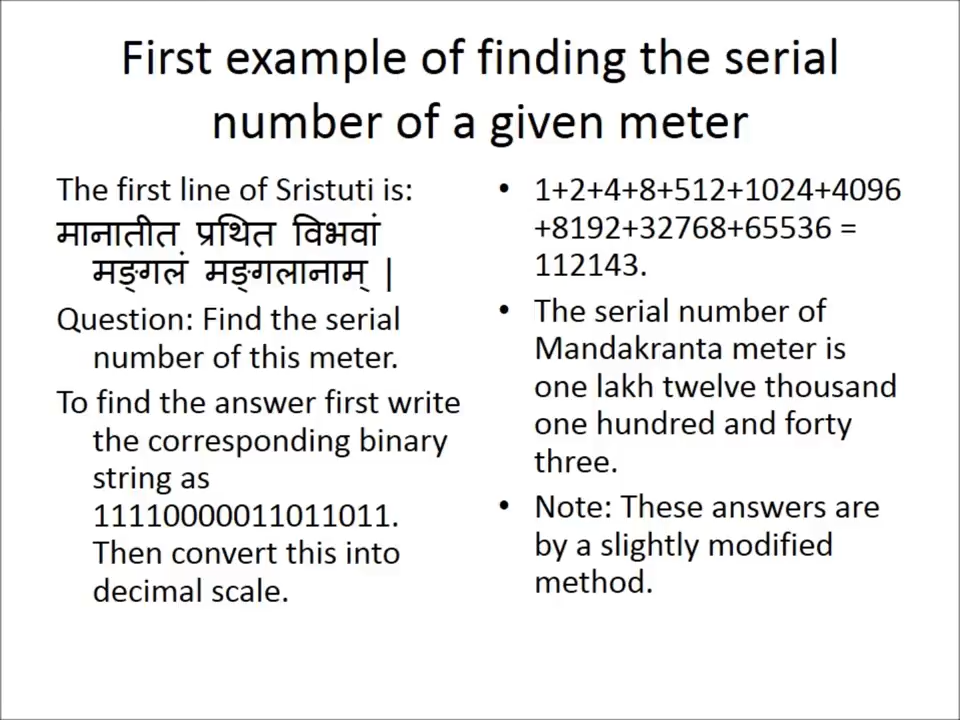 First example of finding the serial
number of a given meter
The first line of Sristuti is:
मानातीत प्रथित विभवां
मङ्गलं मङ्गलानाम् |
Question: Find the serial
number of this meter.
To find the answer first write
the corresponding binary
string as
11110000011011011.
Then convert this into
decimal scale.
• 1+2+4+8+512+1024+4096
+8192+32768+65536 =
112143.
• The serial number of
Mandakranta meter is
one lakh twelve thousand
one hundred and forty
three.
• Note: These answers are
by a slightly modified
method.